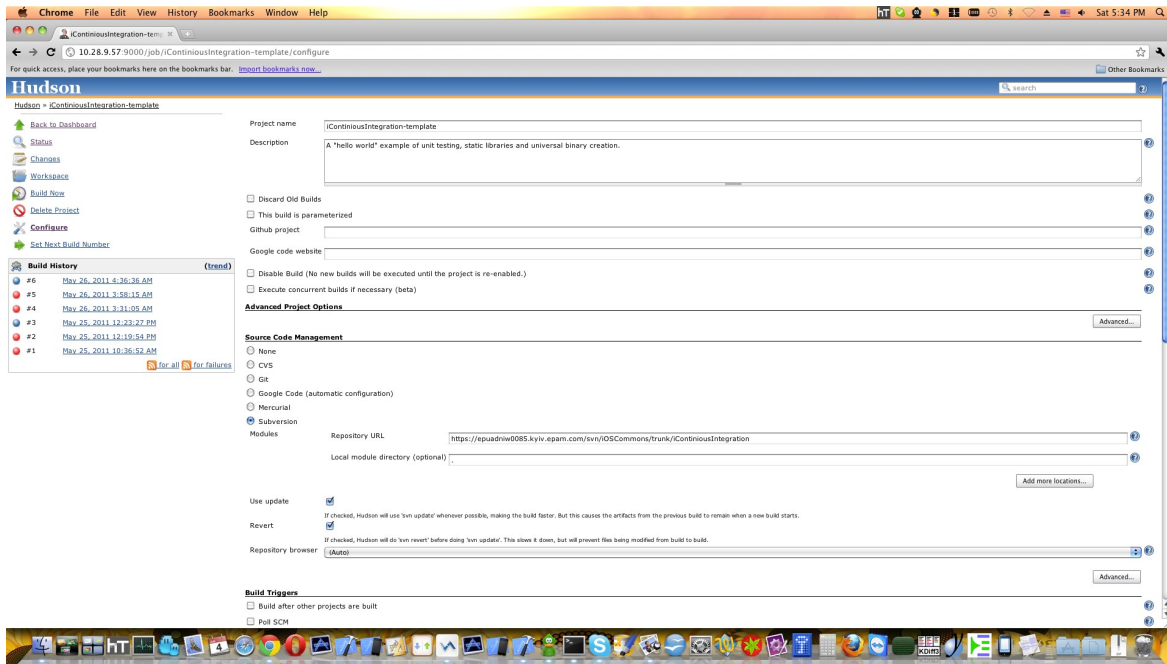 Chrome File Edit View History Bookmarks Window Help
Sat 5:34 PM
iContiniousIntegration-temp
10.28.9.57:9000/job/iContiniousIntegration-template/configure
For quick access, place your bookmarks here on the bookmarks bar. Import bookmarks now...
Other Bookmarks
Hudson
search
Hudson » iContiniousIntegration-template
Back to Dashboard
Status
Changes
Workspace
Build Now
Delete Project
Configure
Set Next Build Number
Build History (trend)
#6 May 26, 2011 4:36:36 AM
#5 May 26, 2011 3:58:15 AM
#4 May 26, 2011 3:31:05 AM
#3 May 25, 2011 12:23:27 PM
#2 May 25, 2011 12:19:54 PM
#1 May 25, 2011 10:36:52 AM
for all for failures
Project name iContiniousIntegration-template
Description A "hello world" example of unit testing, static libraries and universal binary creation.
Discard Old Builds
This build is parameterized
Github project
Google code website
Disable Build (No new builds will be executed until the project is re-enabled.)
Execute concurrent builds if necessary (beta)
Advanced Project Options
Advanced...
Source Code Management
None
CVS
Git
Google Code (automatic configuration)
Mercurial
Subversion
Modules
Repository URL https://epuadniw0085.kyiv.epam.com/svn/iOSCommons/trunk/iContiniousIntegration
Local module directory (optional) .
Add more locations...
Use update
If checked, Hudson will use 'svn update' whenever possible, making the build faster. But this causes the artifacts from the previous build to remain when a new build starts.
Revert
If checked, Hudson will do 'svn revert' before doing 'svn update'. This slows it down, but will prevent files being modified from build to build.
Repository browser (Auto)
Advanced...
Build Triggers
Build after other projects are built
Poll SCM
hT
4
KDiff3